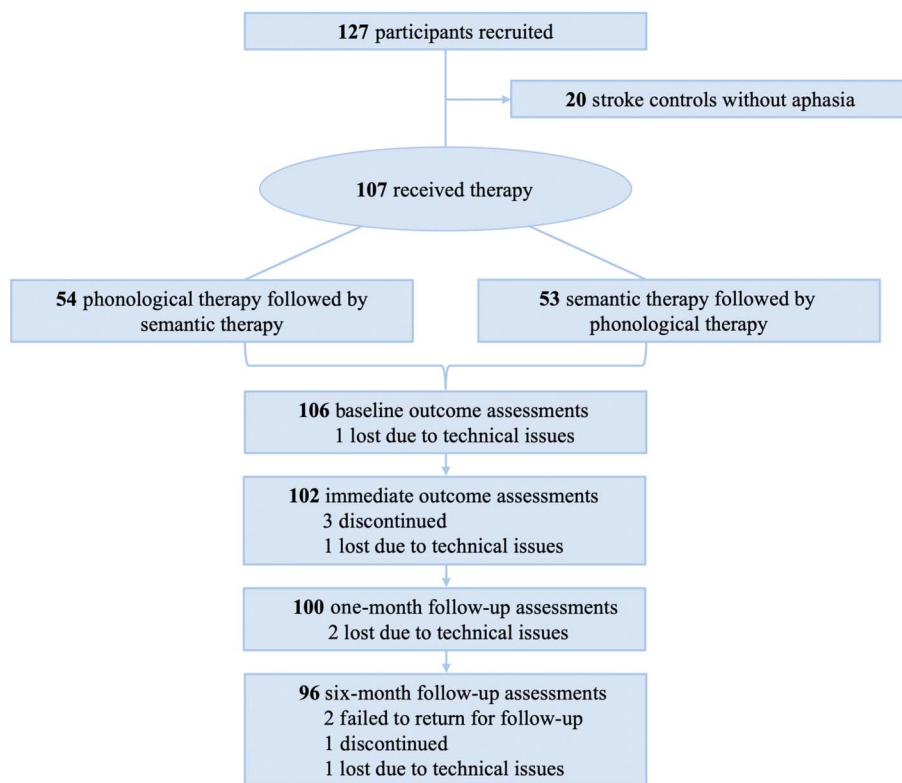 127 participants recruited
20 stroke controls without aphasia
107 received therapy
54 phonological therapy followed by
semantic therapy
53 semantic therapy followed by
phonological therapy
106 baseline outcome assessments
1 lost due to technical issues
102 immediate outcome assessments
3 discontinued
1 lost due to technical issues
100 one-month follow-up assessments
2 lost due to technical issues
96 six-month follow-up assessments
2 failed to return for follow-up
1 discontinued
1 lost due to technical issues